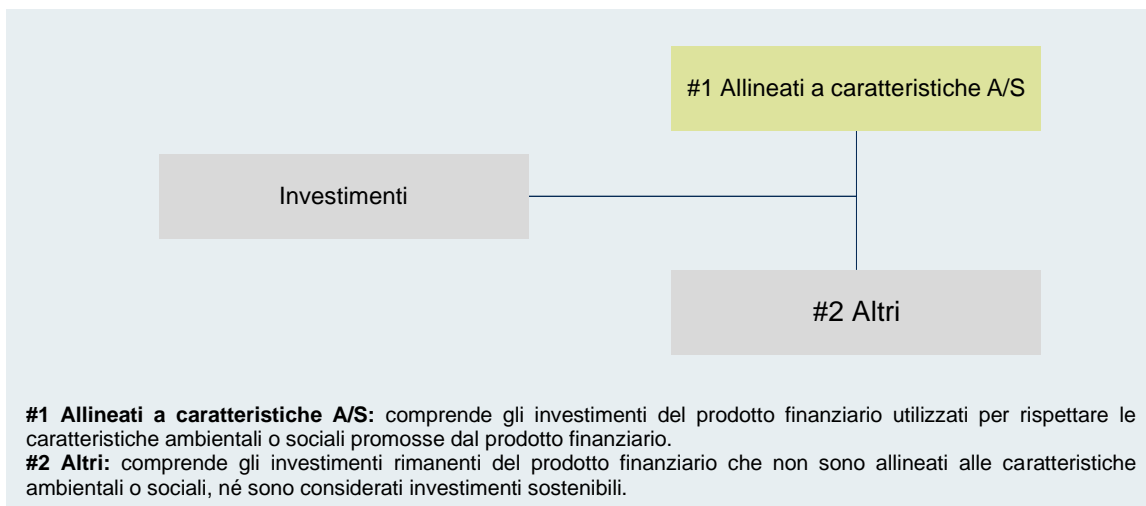 #1 Allineati a caratteristiche A/S
Investimenti
#2 Altri
#1 Allineati a caratteristiche A/S: comprende gli investimenti del prodotto finanziario utilizzati per rispettare le
caratteristiche ambientali o sociali promosse dal prodotto finanziario.
#2 Altri: comprende gli investimenti rimanenti del prodotto finanziario che non sono allineati alle caratteristiche
ambientali o sociali, né sono considerati investimenti sostenibili.